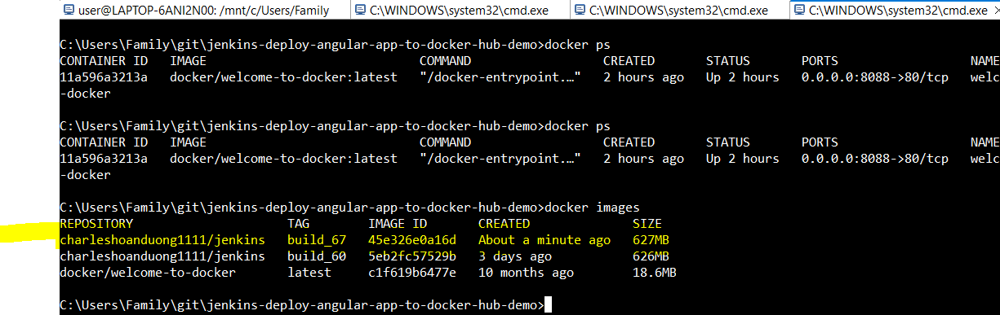 user@LAPTOP-6ANI2N00: /mnt/c/Users/Family C:\WINDOWS\system32\cmd.exe C:\WINDOWS\system32\cmd.exe C:\WINDOWS\system32\cmd.exe
C:\Users\Family\git\jenkins-deploy-angular-app-to-docker-hub-demo>docker ps
CONTAINER ID IMAGE COMMAND CREATED STATUS PORTS NAME
11a596a3213a docker/welcome-to-docker:latest "/docker-entrypoint.…" 2 hours ago Up 2 hours 0.0.0.0:8088->80/tcp welc
-docker
C:\Users\Family\git\jenkins-deploy-angular-app-to-docker-hub-demo>docker ps
CONTAINER ID IMAGE COMMAND CREATED STATUS PORTS NAME
11a596a3213a docker/welcome-to-docker:latest "/docker-entrypoint.…" 2 hours ago Up 2 hours 0.0.0.0:8088->80/tcp welc
-docker
C:\Users\Family\git\jenkins-deploy-angular-app-to-docker-hub-demo>docker images
REPOSITORY TAG IMAGE ID CREATED SIZE
charleshoanduong1111/jenkins build_67 45e326e0a16d About a minute ago 627MB
charleshoanduong1111/jenkins build_60 5eb2fc57529b 3 days ago 626MB
docker/welcome-to-docker latest c1f619b6477e 10 months ago 18.6MB
C:\Users\Family\git\jenkins-deploy-angular-app-to-docker-hub-demo>